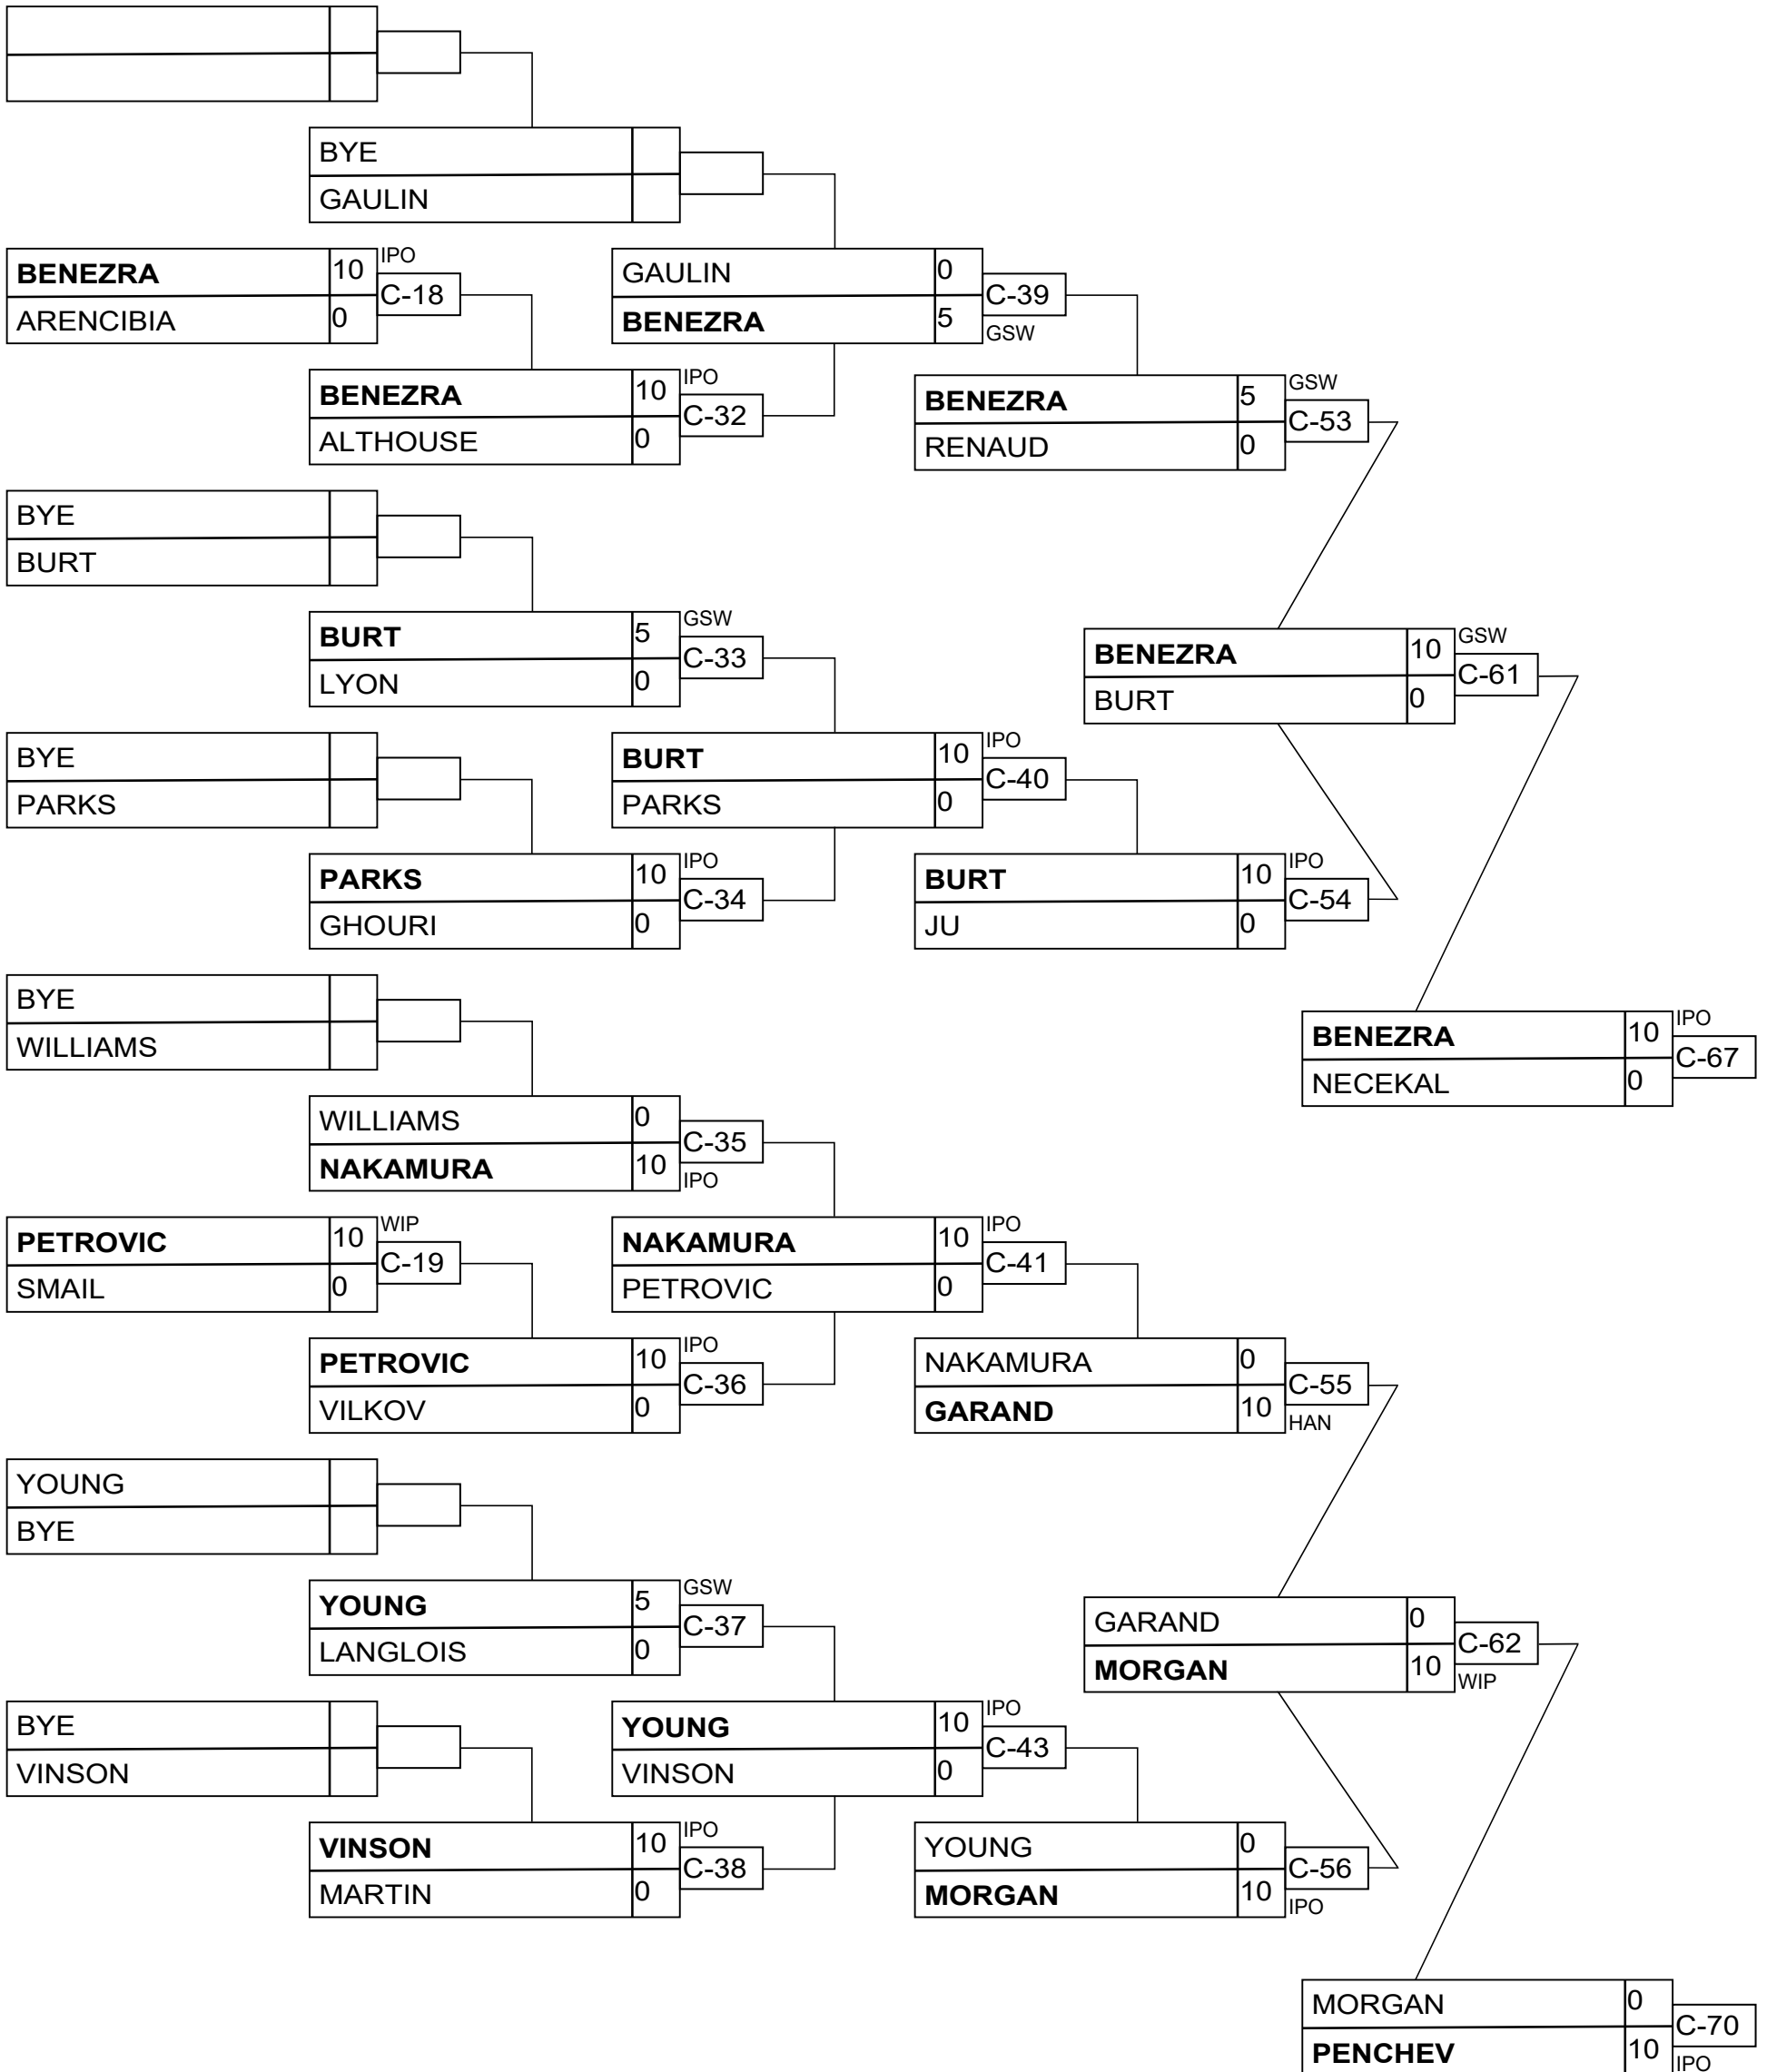 BYE
GAULIN
IPO
BENEZRA 10
C-18
ARENCIBIA 0
GAULIN 0
C-39
BENEZRA 5
GSW
BENEZRA 10
IPO
C-32
ALTHOUSE 0
BENEZRA 5
GSW
C-53
RENAUD 0
BYE
BURT
BURT 5
GSW
C-33
LYON 0
BENEZRA 10
GSW
C-61
BURT 0
BYE
PARKS
BURT 10
IPO
C-40
PARKS 0
PARKS 10
IPO
C-34
GHOURI 0
BURT 10
IPO
C-54
JU 0
BYE
WILLIAMS
BENEZRA 10
IPO
C-67
NECEKAL 0
WILLIAMS 0
C-35
NAKAMURA 10
IPO
PETROVIC 10
WIP
C-19
SMAIL 0
NAKAMURA 10
IPO
C-41
PETROVIC 0
PETROVIC 10
IPO
C-36
VILKOV 0
NAKAMURA 0
C-55
GARAND 10
HAN
YOUNG
BYE
YOUNG 5
GSW
C-37
LANGLOIS 0
GARAND 0
C-62
MORGAN 10
WIP
BYE
VINSON
YOUNG 10
IPO
C-43
VINSON 0
VINSON 10
IPO
C-38
MARTIN 0
YOUNG 0
C-56
MORGAN 10
IPO
MORGAN 0
C-70
PENCHEV 10
IPO